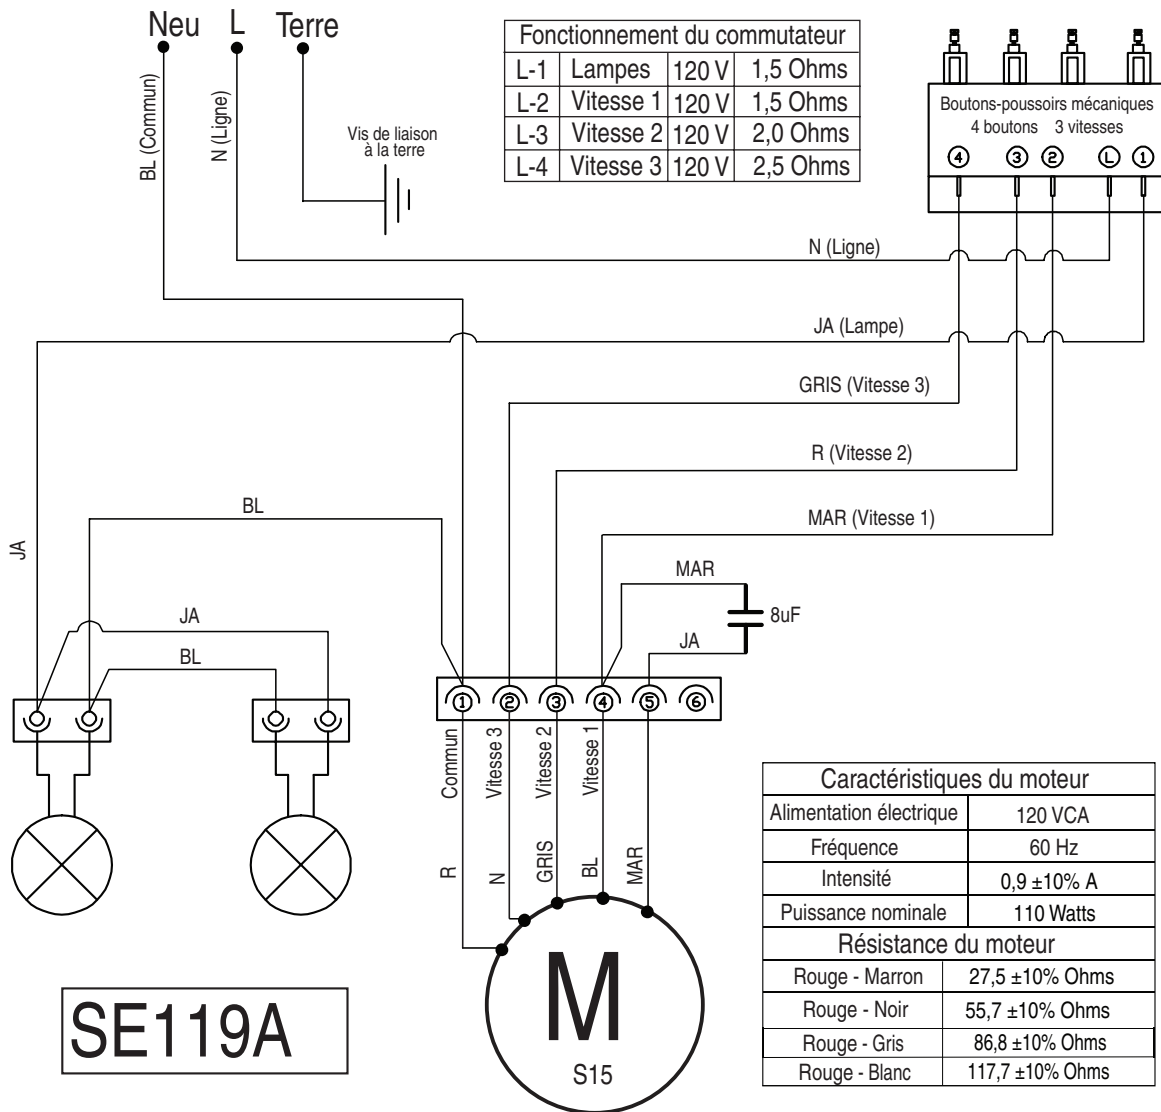 Neu L Terre
BL (Commun)
N (Ligne)
Vis de liaison
à la terre
Fonctionnement du commutateur
L-1 Lampes 120 V 1,5 Ohms
L-2 Vitesse 1 120 V 1,5 Ohms
L-3 Vitesse 2 120 V 2,0 Ohms
L-4 Vitesse 3 120 V 2,5 Ohms
Boutons-poussoirs mécaniques
4 boutons 3 vitesses
4 3 2 L 1
N (Ligne)
JA (Lampe)
GRIS (Vitesse 3)
R (Vitesse 2)
MAR (Vitesse 1)
BL
JA
JA
BL
MAR
8uF
JA
1 2 3 4 5 6
Commun
Vitesse 3
Vitesse 2
Vitesse 1
R
N
GRIS
BL
MAR
M
S15
SE119A
Caractéristiques du moteur
Alimentation électrique 120 VCA
Fréquence 60 Hz
Intensité 0,9 ±10% A
Puissance nominale 110 Watts
Résistance du moteur
Rouge - Marron 27,5 ±10% Ohms
Rouge - Noir 55,7 ±10% Ohms
Rouge - Gris 86,8 ±10% Ohms
Rouge - Blanc 117,7 ±10% Ohms